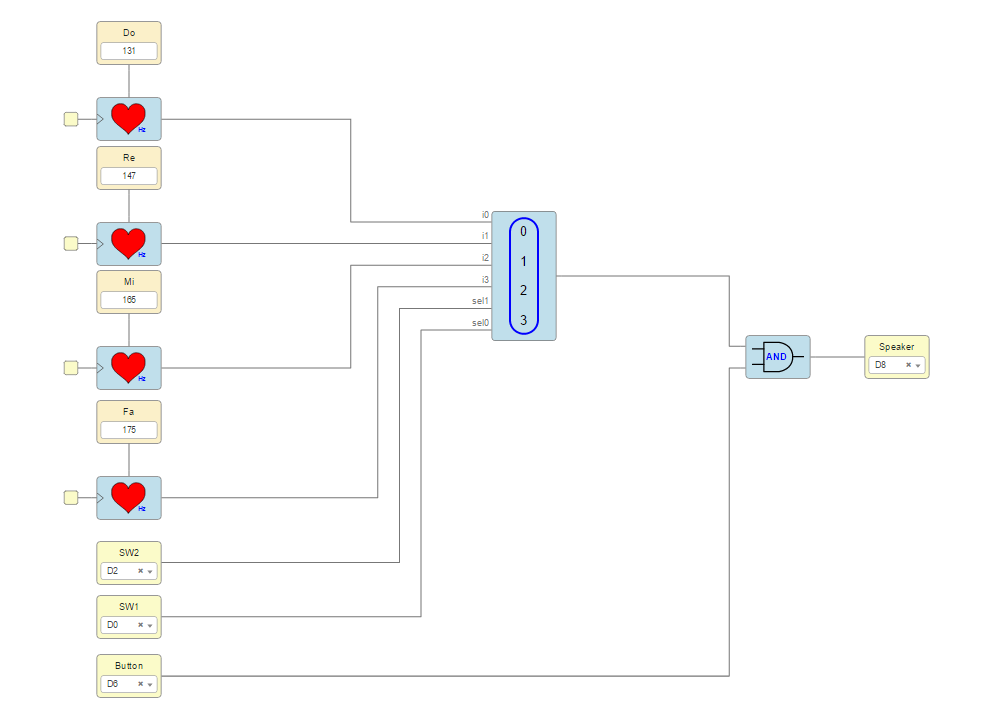 Do
131
Hz
Re
147
Hz
Mi
165
Hz
Fa
175
Hz
SW2
D2
SW1
D0
Button
D6
i0
i1
i2
i3
sel1
sel0
0
1
2
3
AND
Speaker
D8